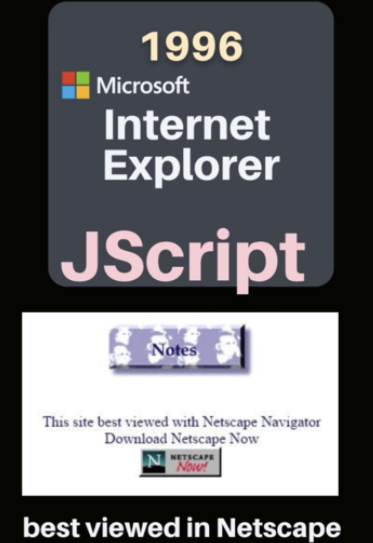 1996
Microsoft
Internet
Explorer
JScript
Notes
This site best viewed with Netscape Navigator
Download Netscape Now
N NETSCAPE
Now!
best viewed in Netscape